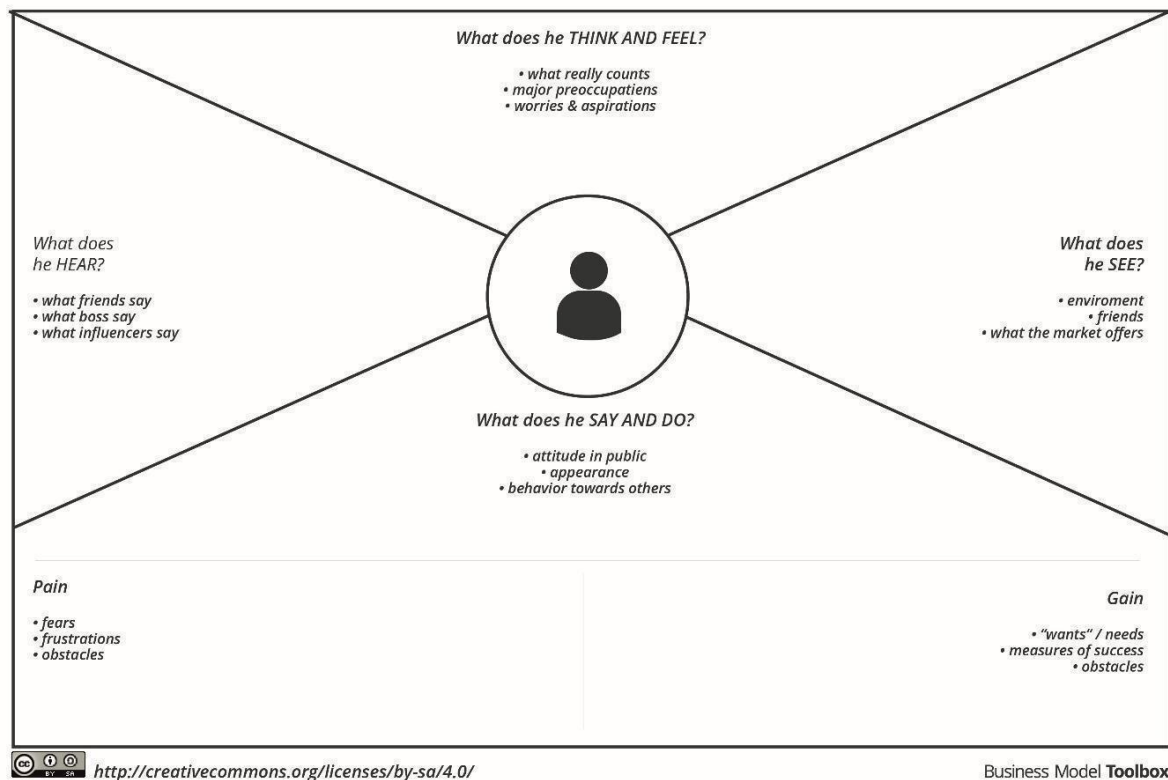 What does he THINK AND FEEL?
• what really counts
• major preoccupatiens
• worries & aspirations
What does
he HEAR?
• what friends say
• what boss say
• what influencers say
What does
he SEE?
• enviroment
• friends
• what the market offers
What does he SAY AND DO?
• attitude in public
• appearance
• behavior towards others
Pain
• fears
• frustrations
• obstacles
Gain
• “wants” / needs
• measures of success
• obstacles
cc BY SA
http://creativecommons.org/licenses/by-sa/4.0/
Business Model Toolbox